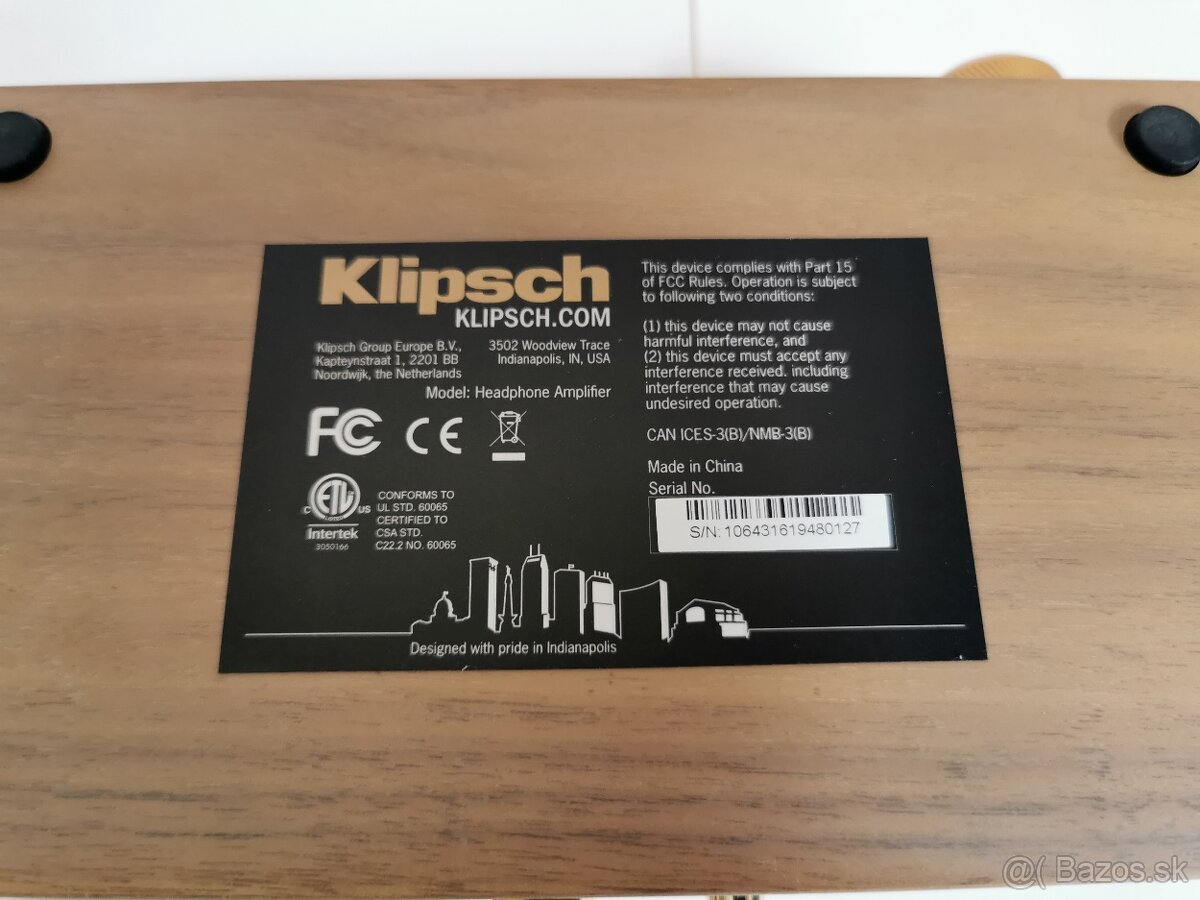 Klipsch
KLIPSCH.COM
Klipsch Group Europe B.V.,
Kapteynstraat 1, 2201 BB
Noordwijk, the Netherlands
3502 Woodview Trace
Indianapolis, IN, USA
Model: Headphone Amplifier
FC CE
ETL
C US
LISTED
Intertek
3050166
CONFORMS TO
UL STD. 60065
CERTIFIED TO
CSA STD.
C22.2 NO. 60065
This device complies with Part 15
of FCC Rules. Operation is subject
to following two conditions:
(1) this device may not cause
harmful interference, and
(2) this device must accept any
interference received. including
interference that may cause
undesired operation.
CAN ICES-3(B)/NMB-3(B)
Made in China
Serial No.
S/N: 106431619480127
Designed with pride in Indianapolis
@( Bazos.sk